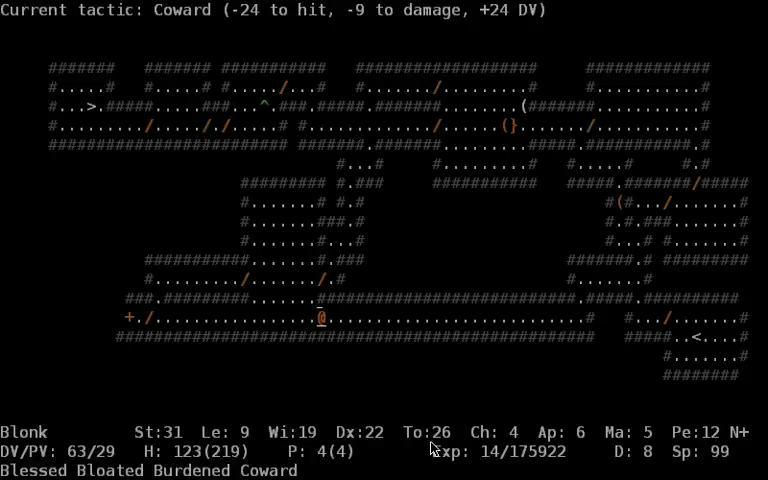 Current tactic: Coward (-24 to hit, -9 to damage, +24 DV)
Blonk St:31 Le: 9 Wi:19 Dx:22 To:26 Ch: 4 Ap: 6 Ma: 5 Pe:12 N+
DV/PV: 63/29 H: 123(219) P: 4(4) Exp: 14/175922 D: 8 Sp: 99
Blessed Bloated Burdened Coward